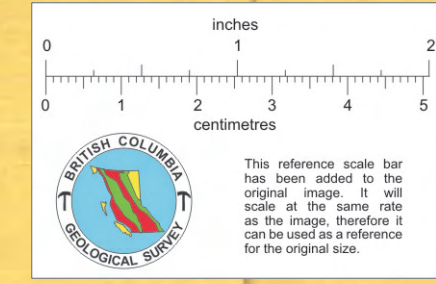 inches
0 1 2
0 1 2 3 4 5
centimetres
BRITISH COLUMBIA
GEOLOGICAL SURVEY
This reference scale bar
has been added to the
original image. It will
scale at the same rate
as the image, therefore it
can be used as a reference
for the original size.